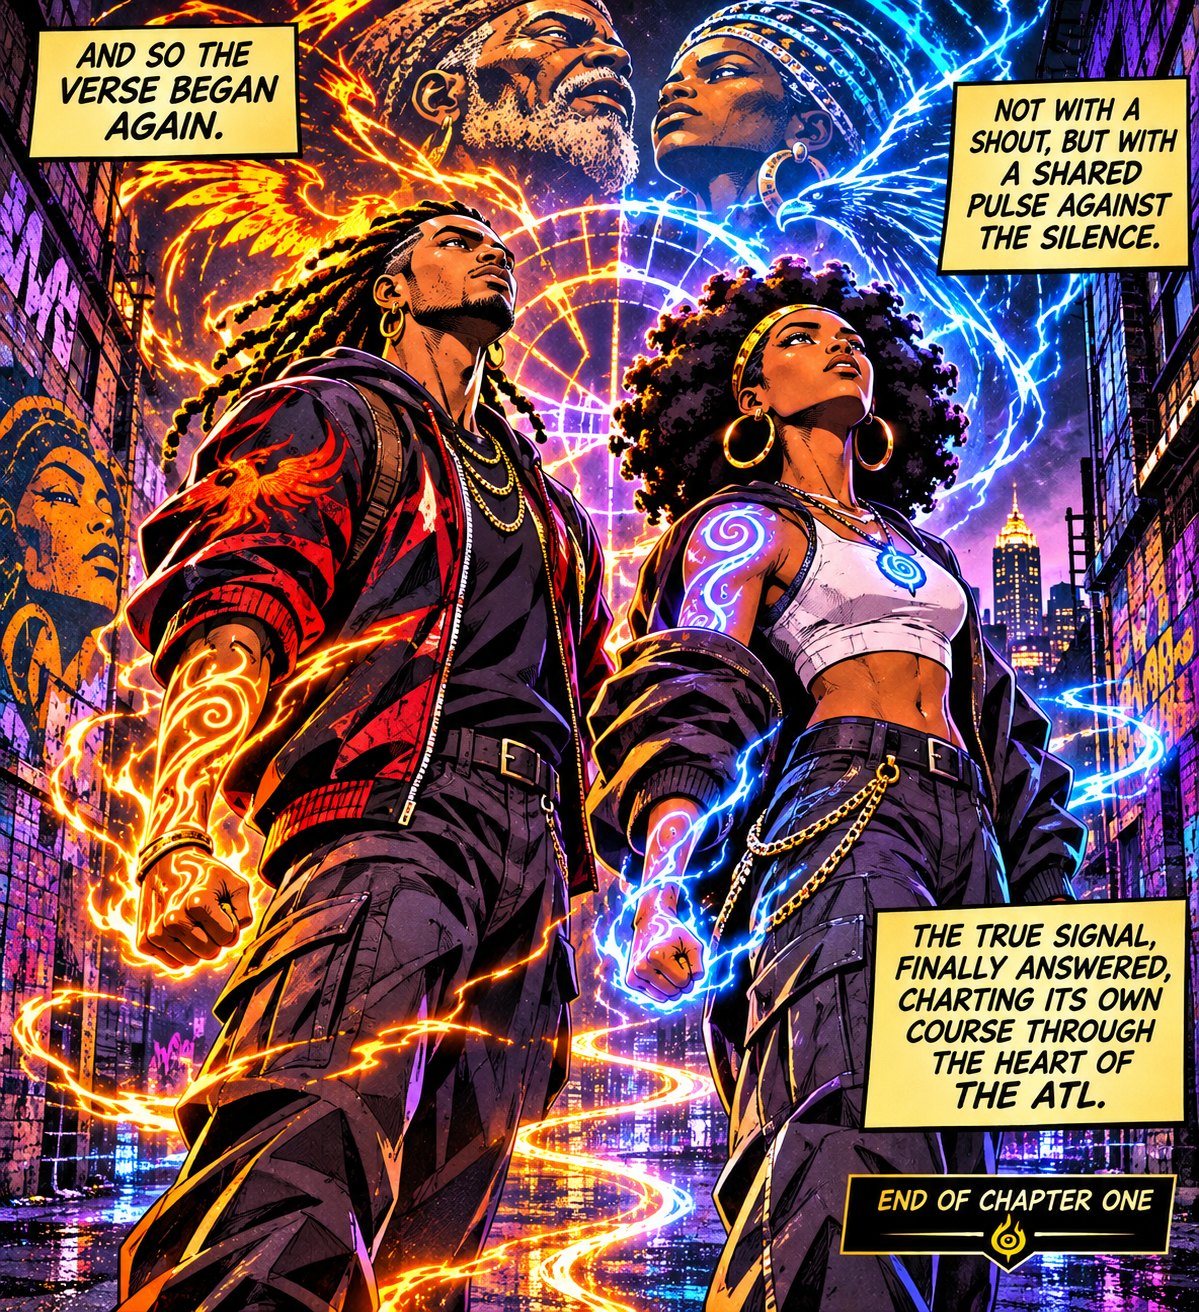 AND SO THE
VERSE BEGAN
AGAIN.
NOT WITH A
SHOUT, BUT WITH
A SHARED
PULSE AGAINST
THE SILENCE.
THE TRUE SIGNAL,
FINALLY ANSWERED,
CHARTING ITS OWN
COURSE THROUGH
THE HEART OF
THE ATL.
END OF CHAPTER ONE